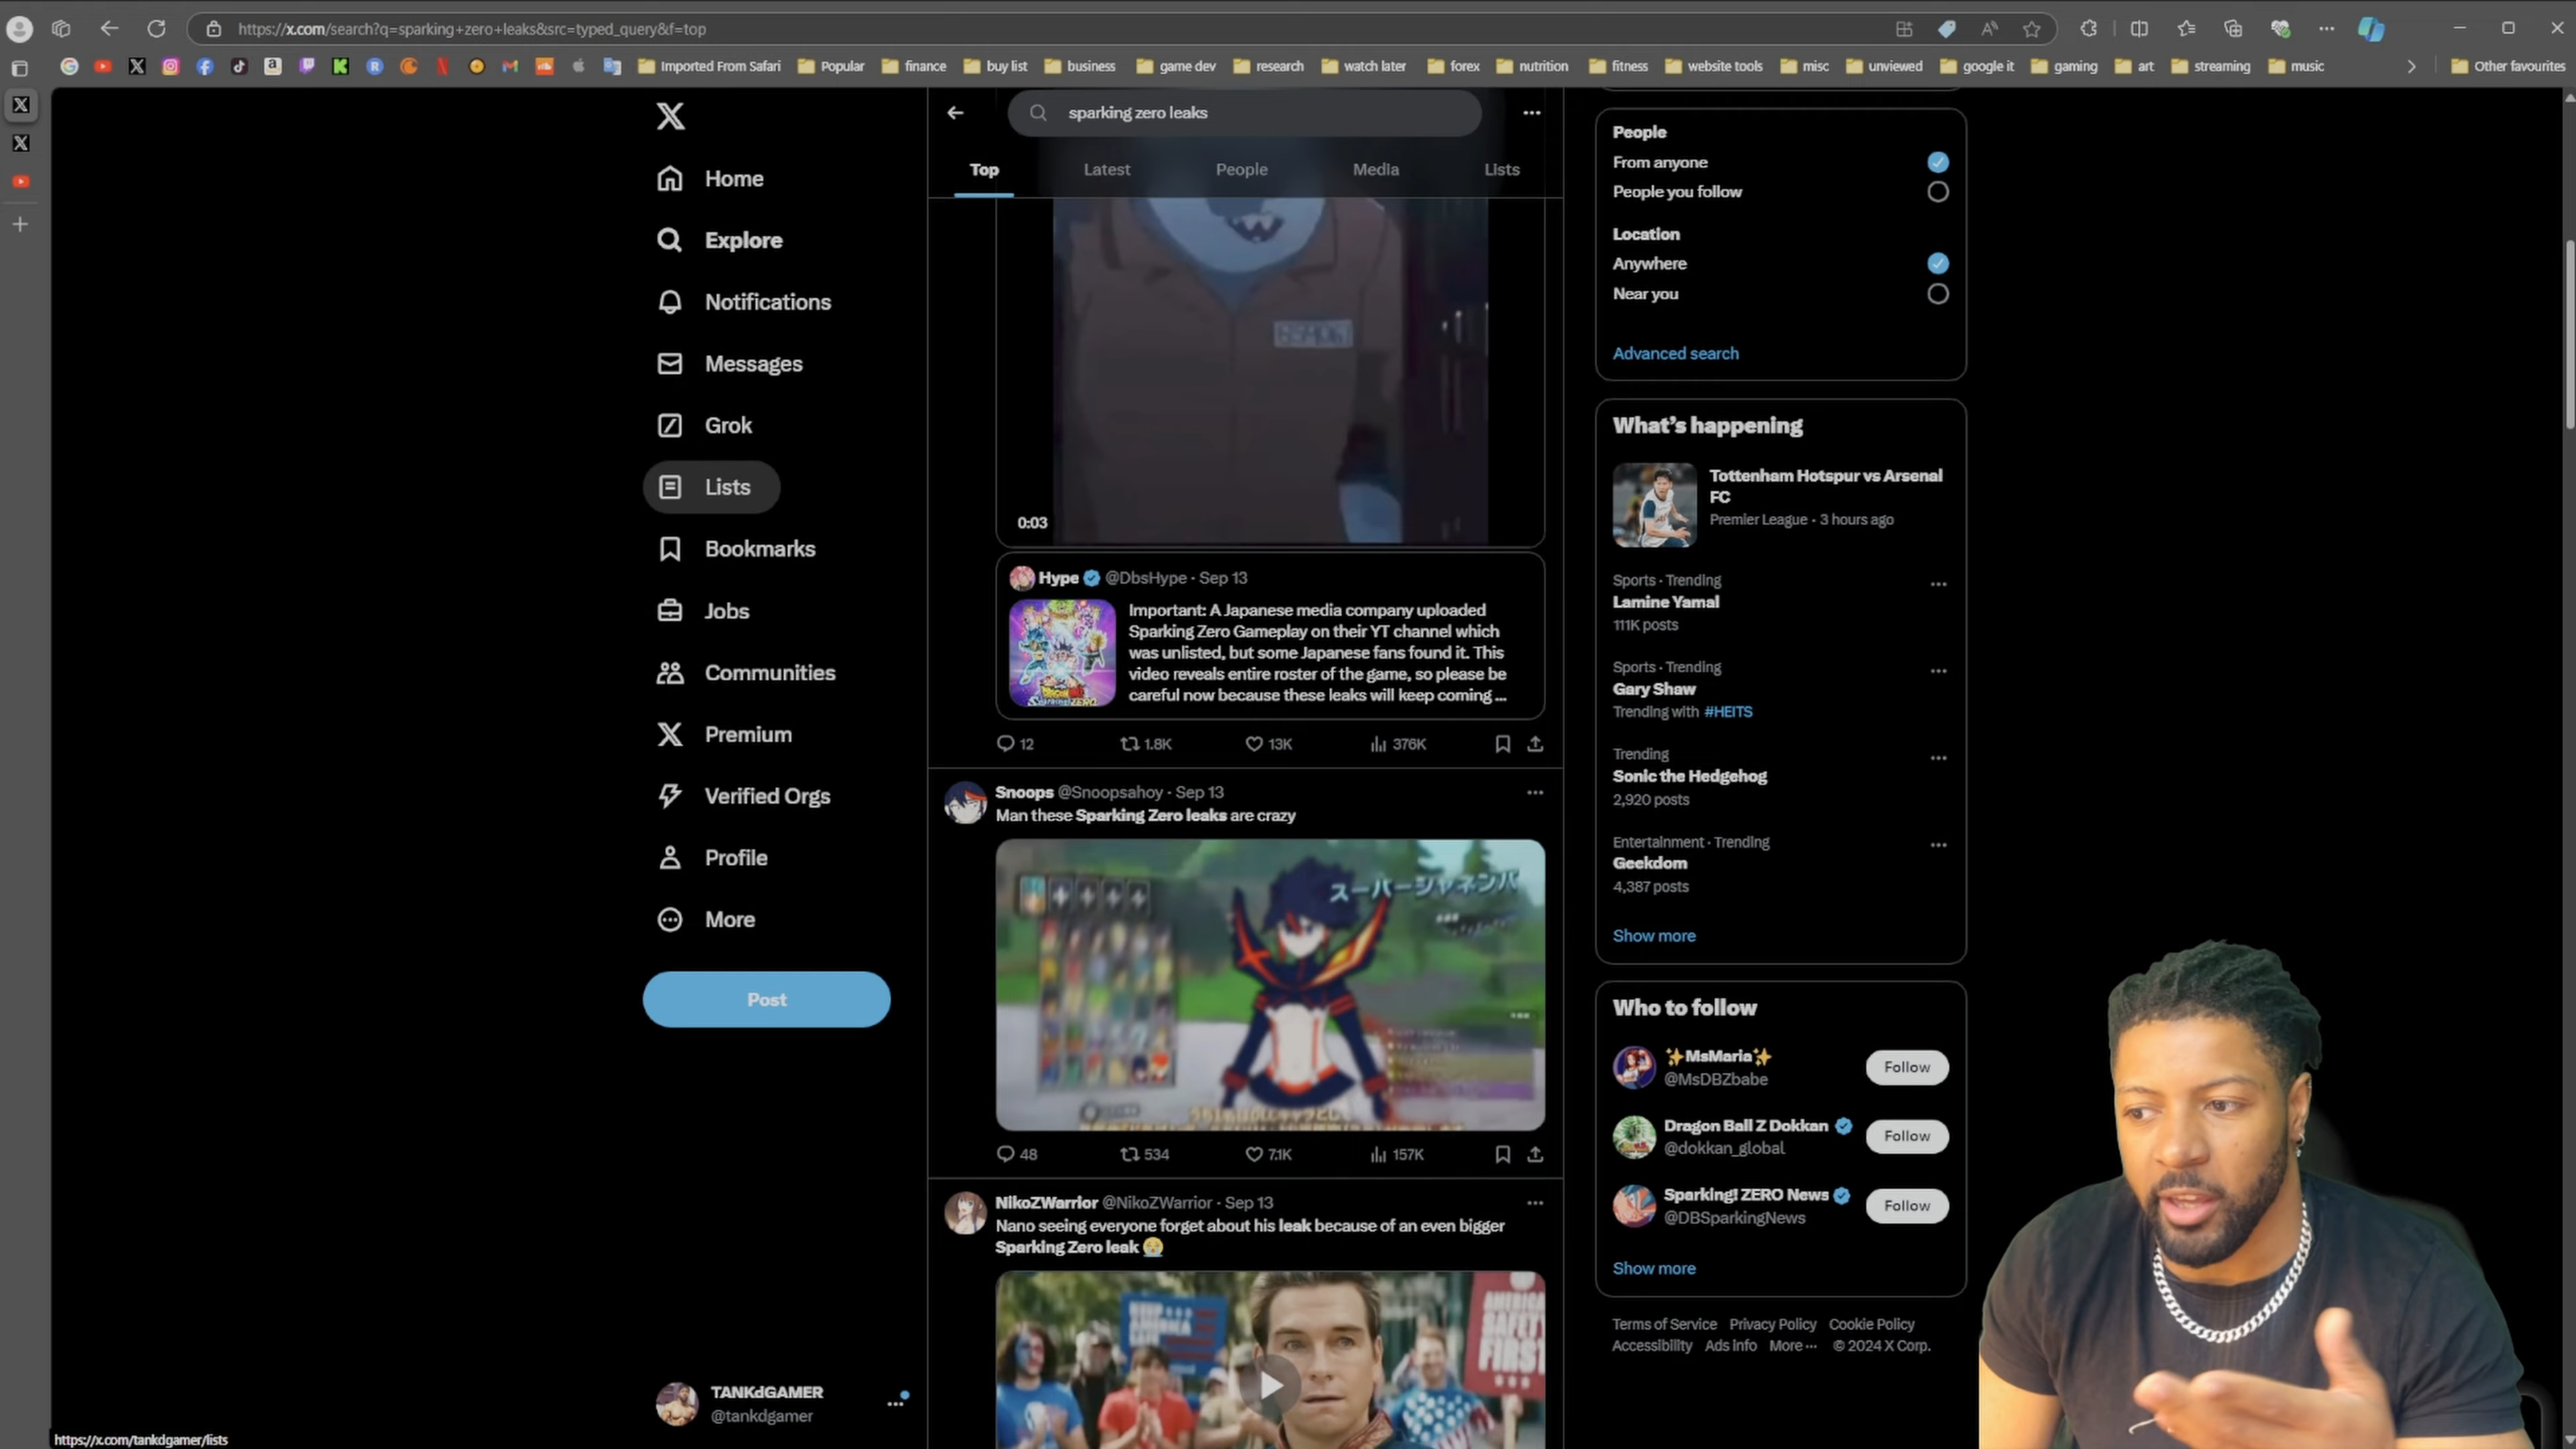 https://x.com/search?q=sparking+zero+leaks&src=typed_query&f=top
Imported From Safari
Popular
finance
buy list
business
game dev
research
watch later
forex
nutrition
fitness
website tools
misc
unviewed
google it
gaming
art
streaming
music
Other favourites
Home
Explore
Notifications
Messages
Grok
Lists
Bookmarks
Jobs
Communities
Premium
Verified Orgs
Profile
More
Post
TANKdGAMER
@tankdgamer
https://x.com/tankdgamer/lists
sparking zero leaks
Top
Latest
People
Media
Lists
0:03
Hype @DbsHype · Sep 13
Important: A Japanese media company uploaded
Sparking Zero Gameplay on their YT channel which
was unlisted, but some Japanese fans found it. This
video reveals entire roster of the game, so please be
careful now because these leaks will keep coming ...
12
1.8K
13K
376K
Snoops @Snoopsahoy · Sep 13
Man these Sparking Zero leaks are crazy
48
534
7.1K
157K
NikoZWarrior @NikoZWarrior · Sep 13
Nano seeing everyone forget about his leak because of an even bigger
Sparking Zero leak 😭
People
From anyone
People you follow
Location
Anywhere
Near you
Advanced search
What's happening
Tottenham Hotspur vs Arsenal
FC
Premier League · 3 hours ago
Sports · Trending
Lamine Yamal
111K posts
Sports · Trending
Gary Shaw
Trending with #HEITS
Trending
Sonic the Hedgehog
2,920 posts
Entertainment · Trending
Geekdom
4,387 posts
Show more
Who to follow
✨MsMaria✨
@MsDBZbabe
Follow
Dragon Ball Z Dokkan
@dokkan_global
Follow
Sparking! ZERO News
@DBSparkingNews
Follow
Show more
Terms of Service Privacy Policy Cookie Policy
Accessibility Ads info More ··· © 2024 X Corp.